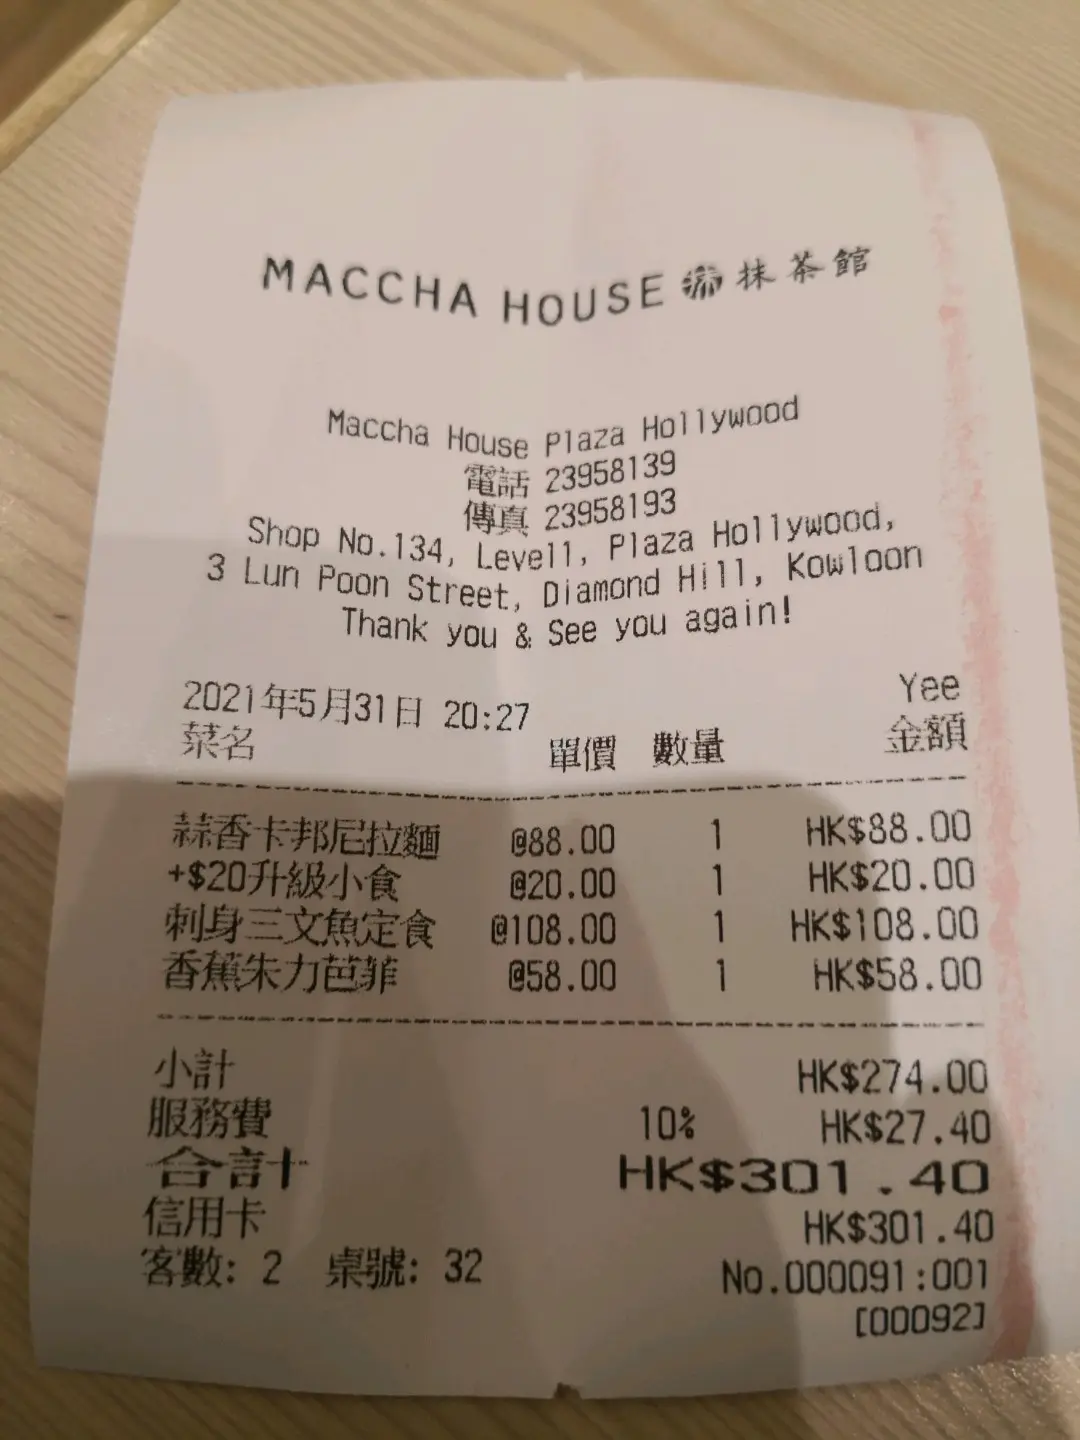 MACCHA HOUSE 抹茶館
Maccha House Plaza Hollywood
電話 23958139
傳真 23958193
Shop No.134, Level1, Plaza Hollywood,
3 Lun Poon Street, Diamond Hill, Kowloon
Thank you & See you again!
2021年5月31日 20:27 Yee
菜名 單價 數量 金額
蒜香卡邦尼拉麵 @88.00 1 HK$88.00
+$20升級小食 @20.00 1 HK$20.00
刺身三文魚定食 @108.00 1 HK$108.00
香蕉朱力芭菲 @58.00 1 HK$58.00
小計 HK$274.00
服務費 10% HK$27.40
合計 HK$301.40
信用卡 HK$301.40
客數: 2 桌號: 32 No.000091:001
[00092]